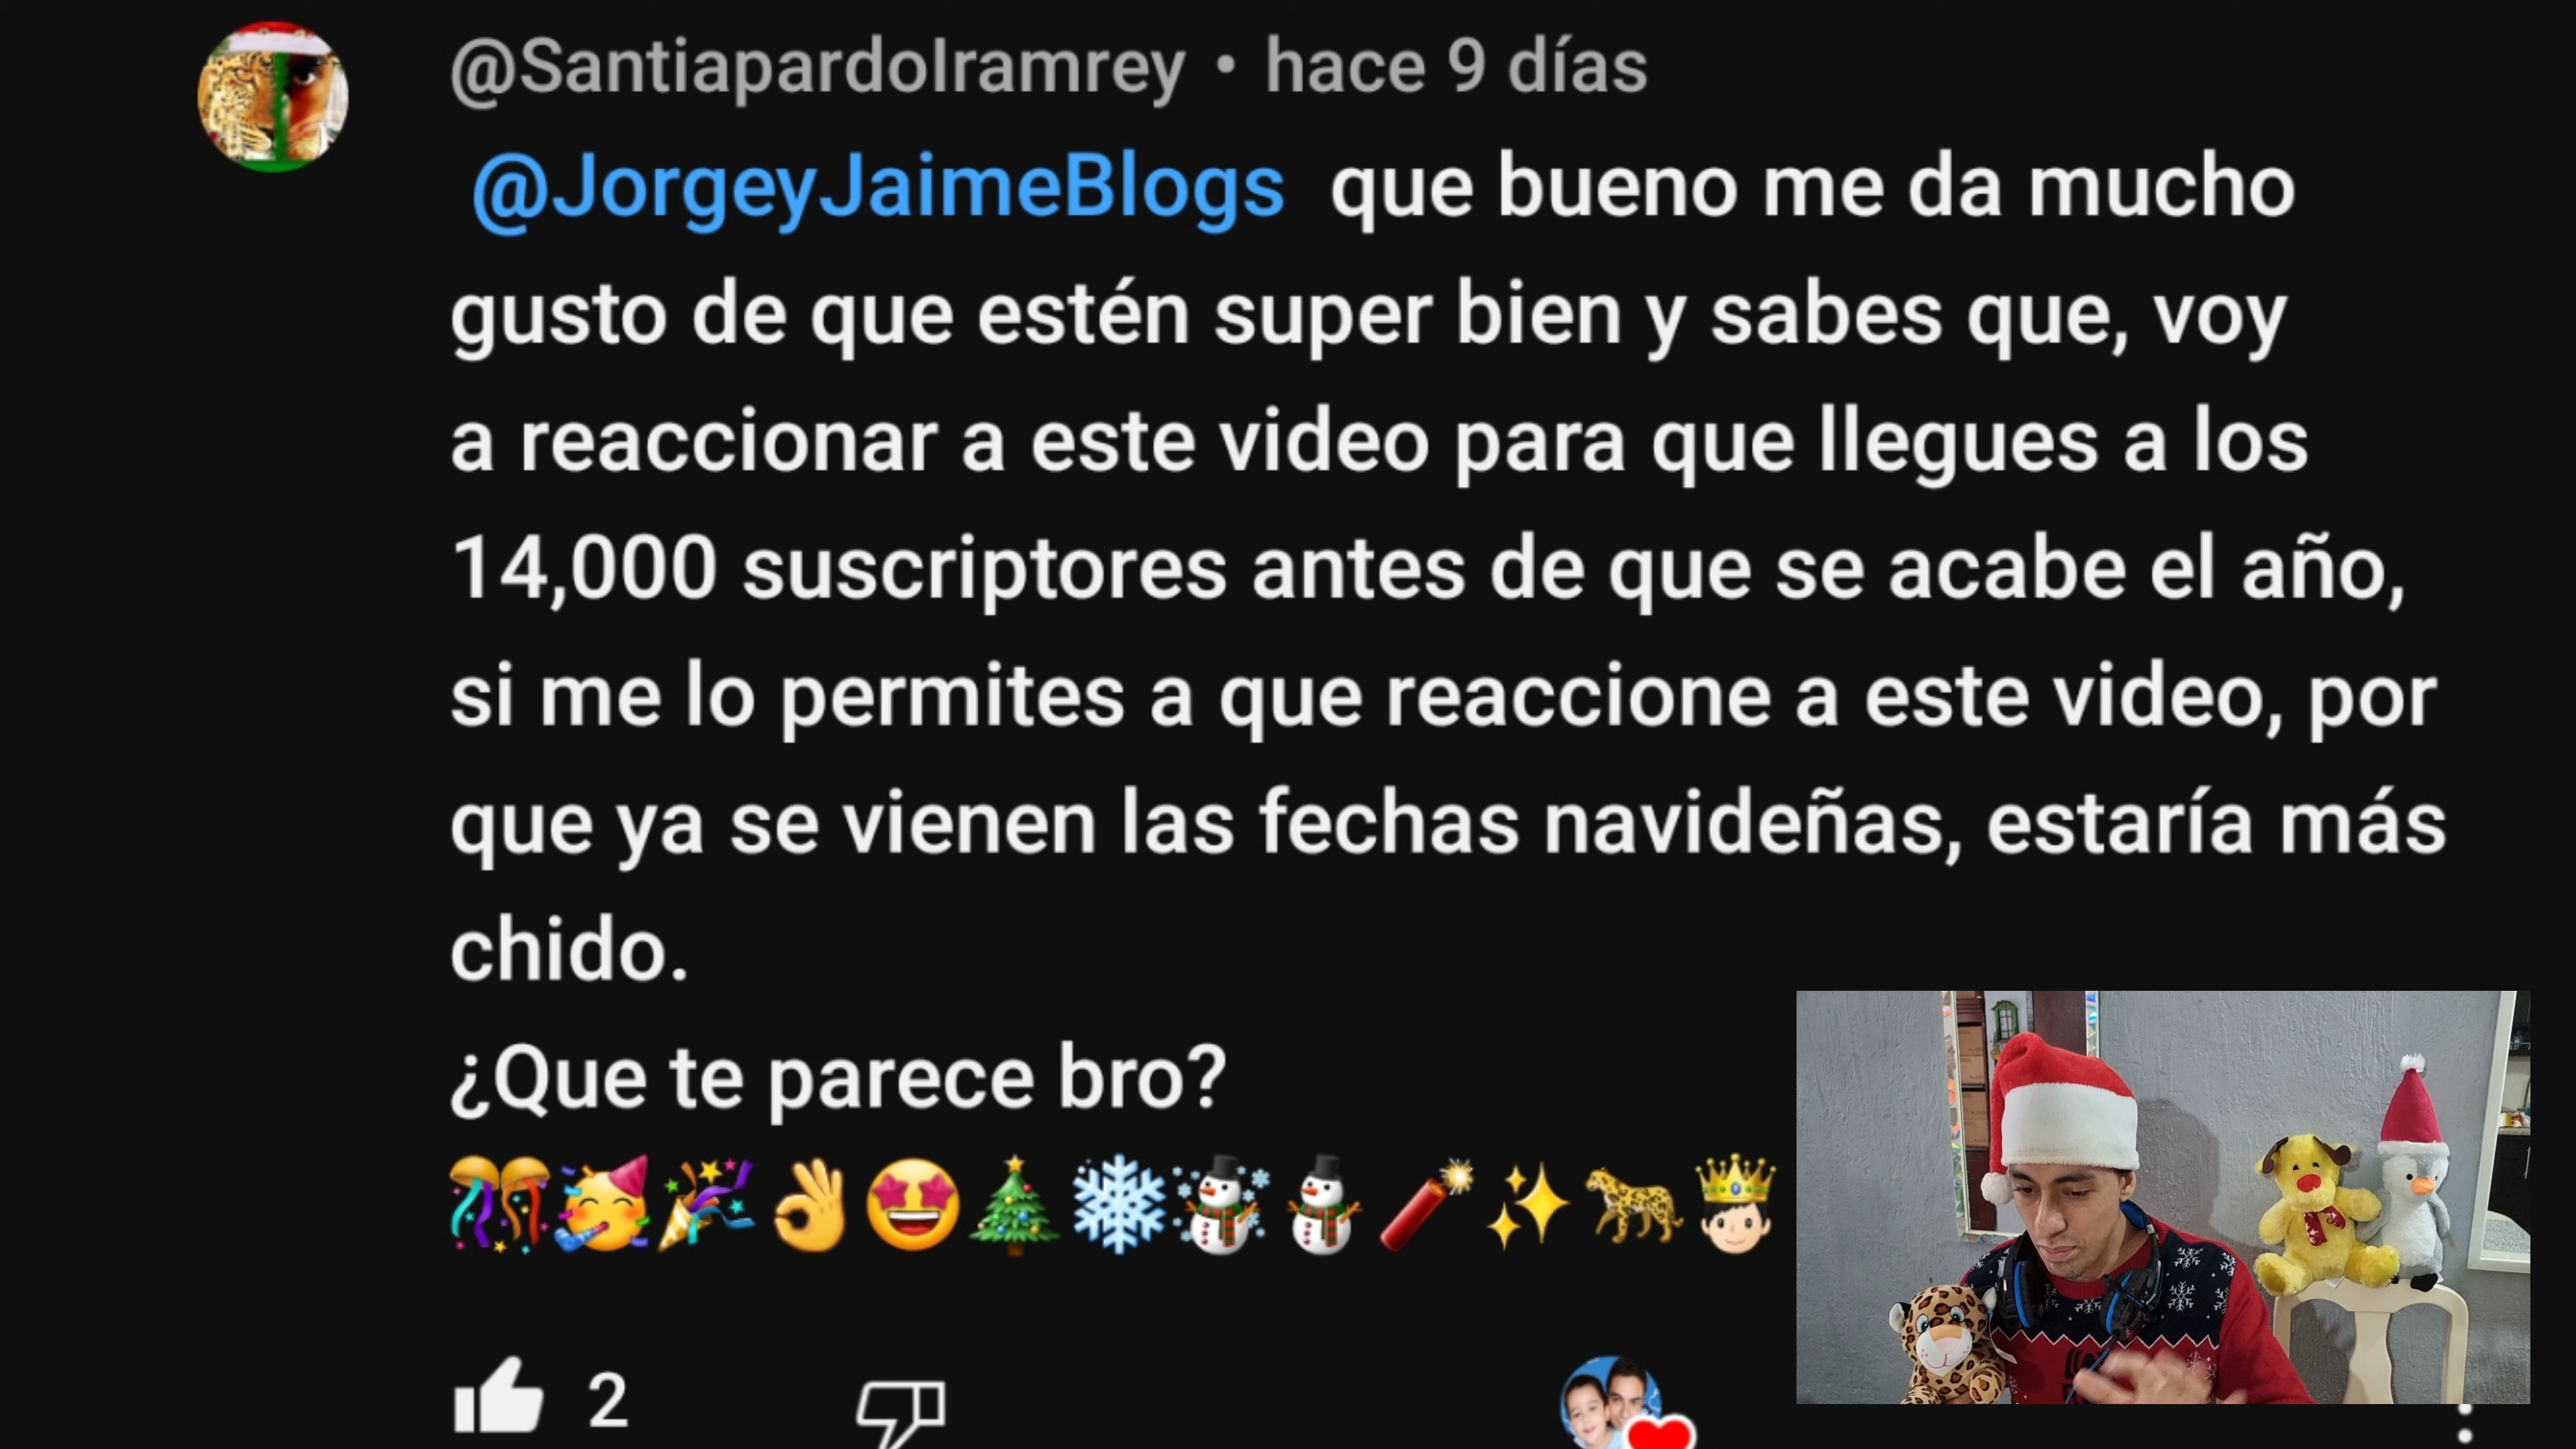 @SantiapardoIramrey • hace 9 días
@JorgeyJaimeBlogs que bueno me da mucho
gusto de que estén super bien y sabes que, voy
a reaccionar a este video para que llegues a los
14,000 suscriptores antes de que se acabe el año,
si me lo permites a que reaccione a este video, por
que ya se vienen las fechas navideñas, estaría más
chido.
¿Que te parece bro?
🎊🥳🎉👌🤩🎄❄️☃️⛄🧨✨🐆🤴🏻
2